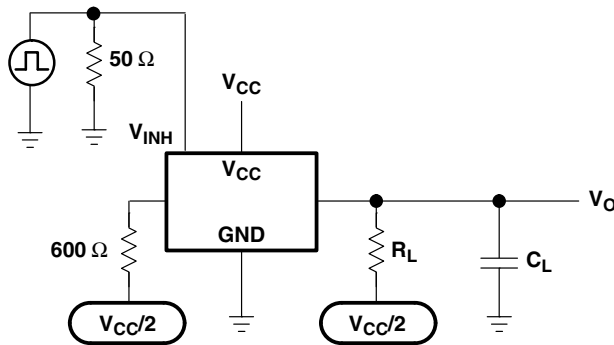 50 Ω
VCC
VINH
VCC
VO
GND
600 Ω
RL
CL
VCC/2
VCC/2